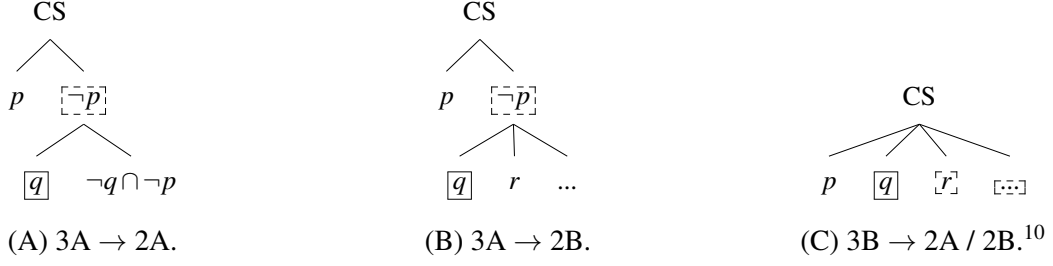 CS CS
p ¬p p ¬p CS
q ¬q∩¬p q r ... p q r ...
(A) 3A → 2A. (B) 3A → 2B. (C) 3B → 2A / 2B.¹⁰